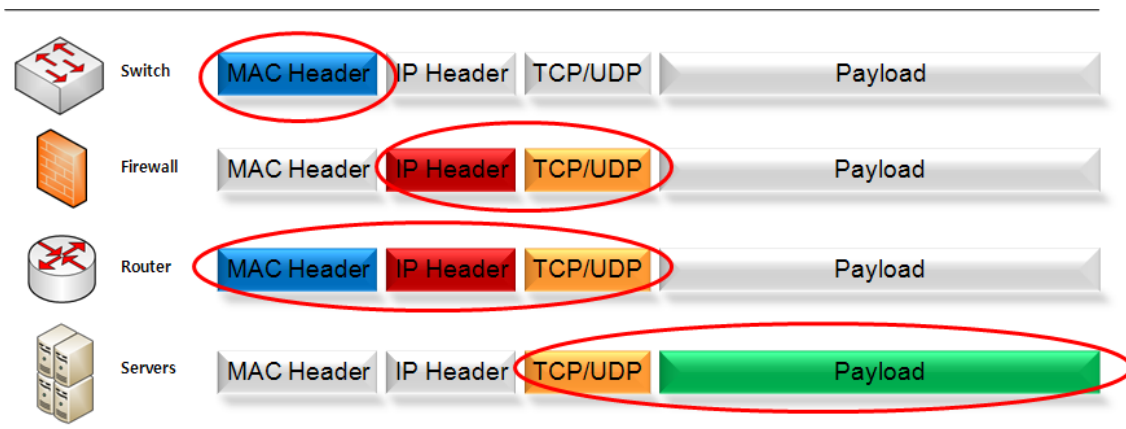 Switch MAC Header IP Header TCP/UDP Payload
Firewall MAC Header IP Header TCP/UDP Payload
Router MAC Header IP Header TCP/UDP Payload
Servers MAC Header IP Header TCP/UDP Payload